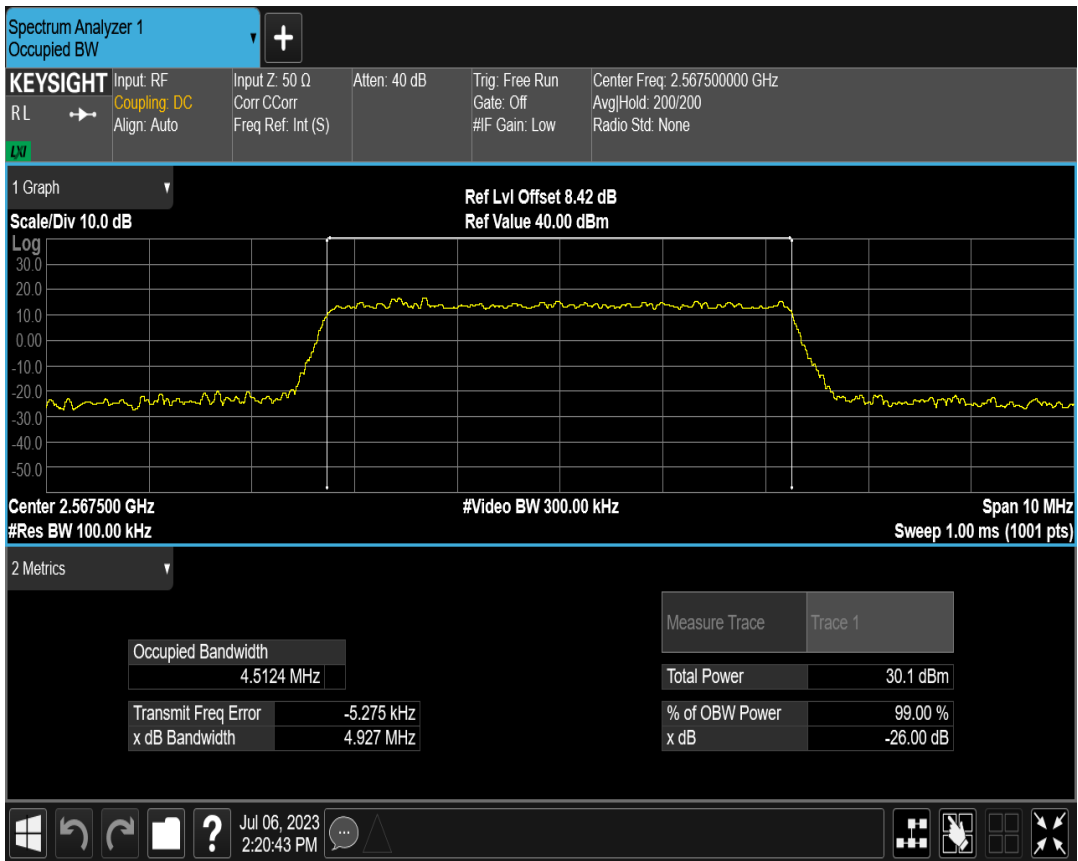 Spectrum Analyzer 1
Occupied BW
KEYSIGHT
RL
LXI
Input: RF
Coupling: DC
Align: Auto
Input Z: 50 Ω
Corr CCorr
Freq Ref: Int (S)
Atten: 40 dB
Trig: Free Run
Gate: Off
#IF Gain: Low
Center Freq: 2.567500000 GHz
Avg|Hold: 200/200
Radio Std: None
1 Graph
Scale/Div 10.0 dB
Ref Lvl Offset 8.42 dB
Ref Value 40.00 dBm
Log
30.0
20.0
10.0
0.00
-10.0
-20.0
-30.0
-40.0
-50.0
Center 2.567500 GHz
#Res BW 100.00 kHz
#Video BW 300.00 kHz
Span 10 MHz
Sweep 1.00 ms (1001 pts)
2 Metrics
Occupied Bandwidth
4.5124 MHz
Transmit Freq Error -5.275 kHz
x dB Bandwidth 4.927 MHz
Measure Trace Trace 1
Total Power 30.1 dBm
% of OBW Power 99.00 %
x dB -26.00 dB
?
Jul 06, 2023
2:20:43 PM